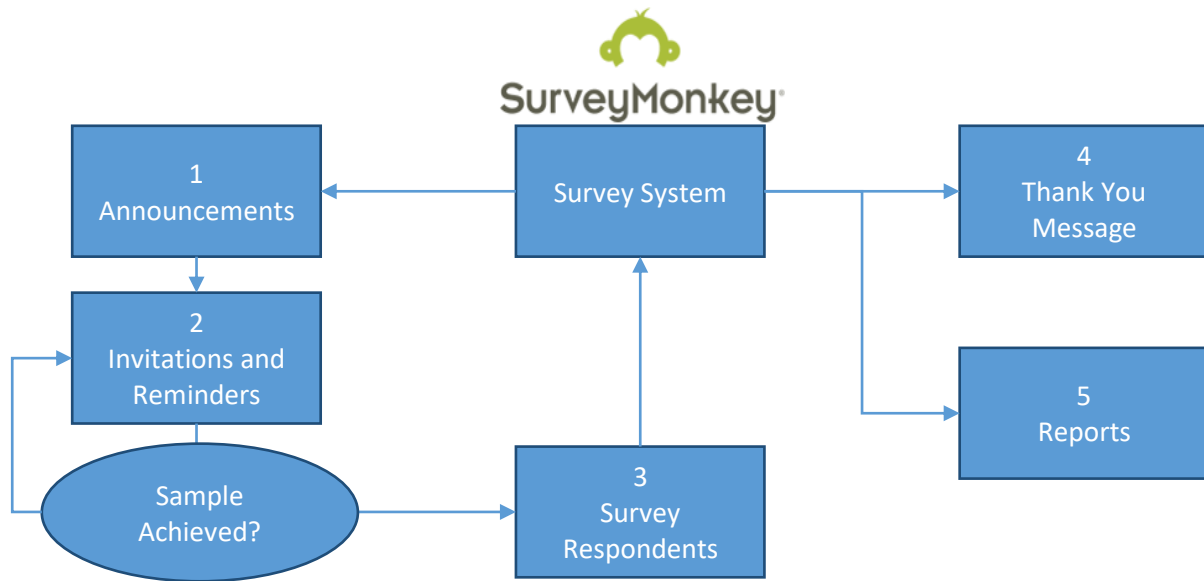 SurveyMonkey®
1
Announcements
Survey System
4
Thank You
Message
2
Invitations and
Reminders
5
Reports
Sample
Achieved?
3
Survey
Respondents